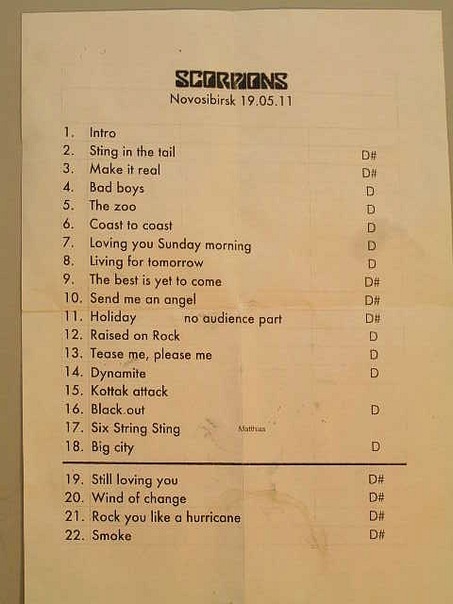 SCORPIONS
Novosibirsk 19.05.11
1. Intro
2. Sting in the tail D#
3. Make it real D#
4. Bad boys D
5. The zoo D
6. Coast to coast D
7. Loving you Sunday morning D
8. Living for tomorrow D
9. The best is yet to come D#
10. Send me an angel D#
11. Holiday no audience part D#
12. Raised on Rock D
13. Tease me, please me D
14. Dynamite D
15. Kottak attack
16. Black out D
17. Six String Sting Matthias
18. Big city D
19. Still loving you D#
20. Wind of change D#
21. Rock you like a hurricane D#
22. Smoke D#